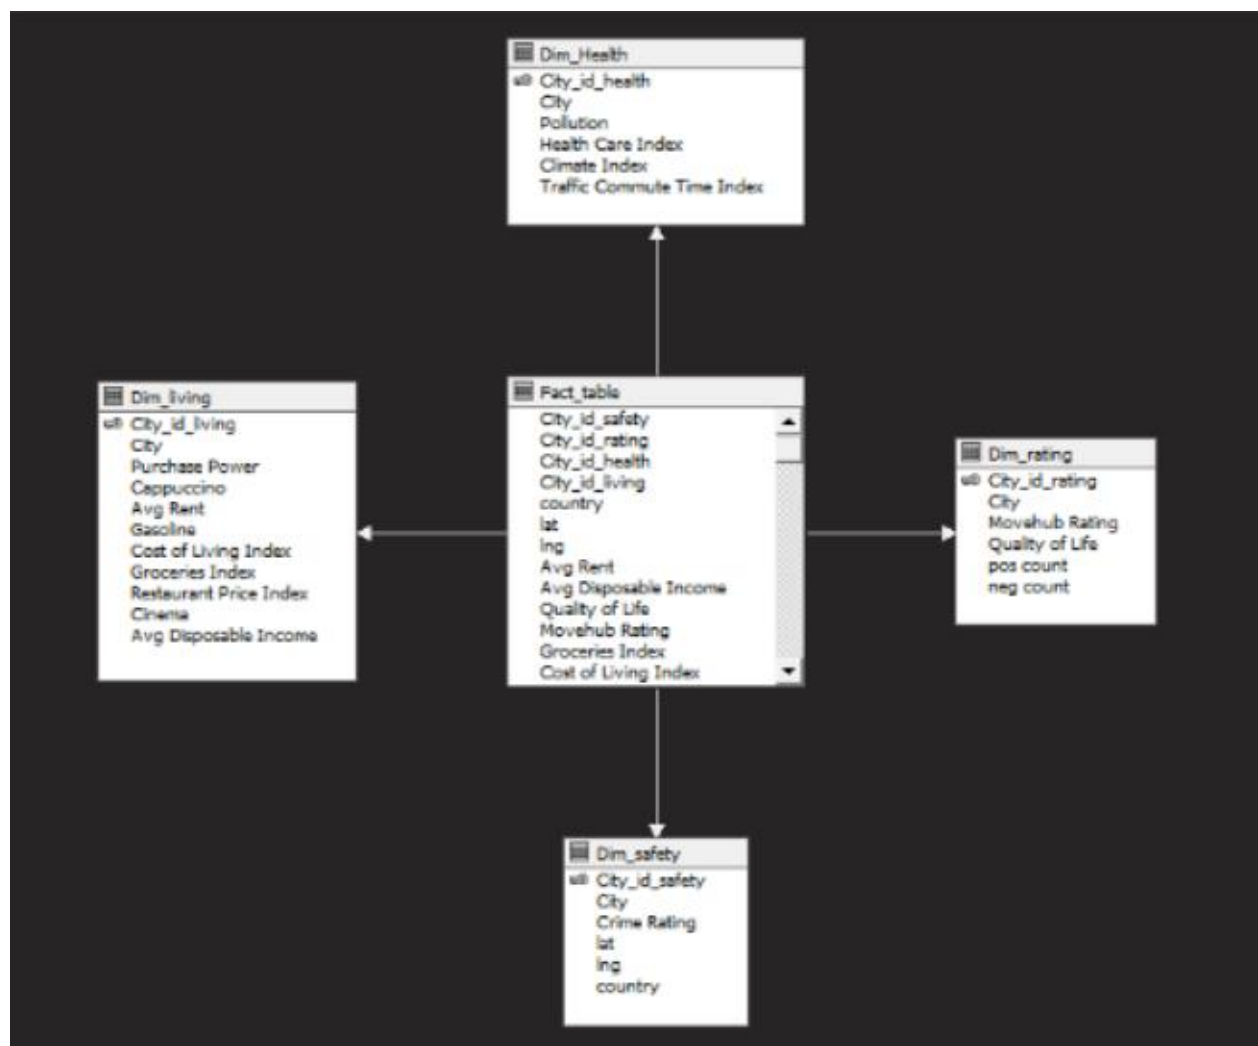 Dim_Health
City_id_health
City
Pollution
Health Care Index
Climate Index
Traffic Commute Time Index
Dim_living
City_id_living
City
Purchase Power
Cappuccino
Avg Rent
Gasoline
Cost of Living Index
Groceries Index
Restaurant Price Index
Cinema
Avg Disposable Income
Fact_table
City_id_safety
City_id_rating
City_id_health
City_id_living
country
lat
lng
Avg Rent
Avg Disposable Income
Quality of Life
Movehub Rating
Groceries Index
Cost of Living Index
Dim_rating
City_id_rating
City
Movehub Rating
Quality of Life
pos count
neg count
Dim_safety
City_id_safety
City
Crime Rating
lat
lng
country